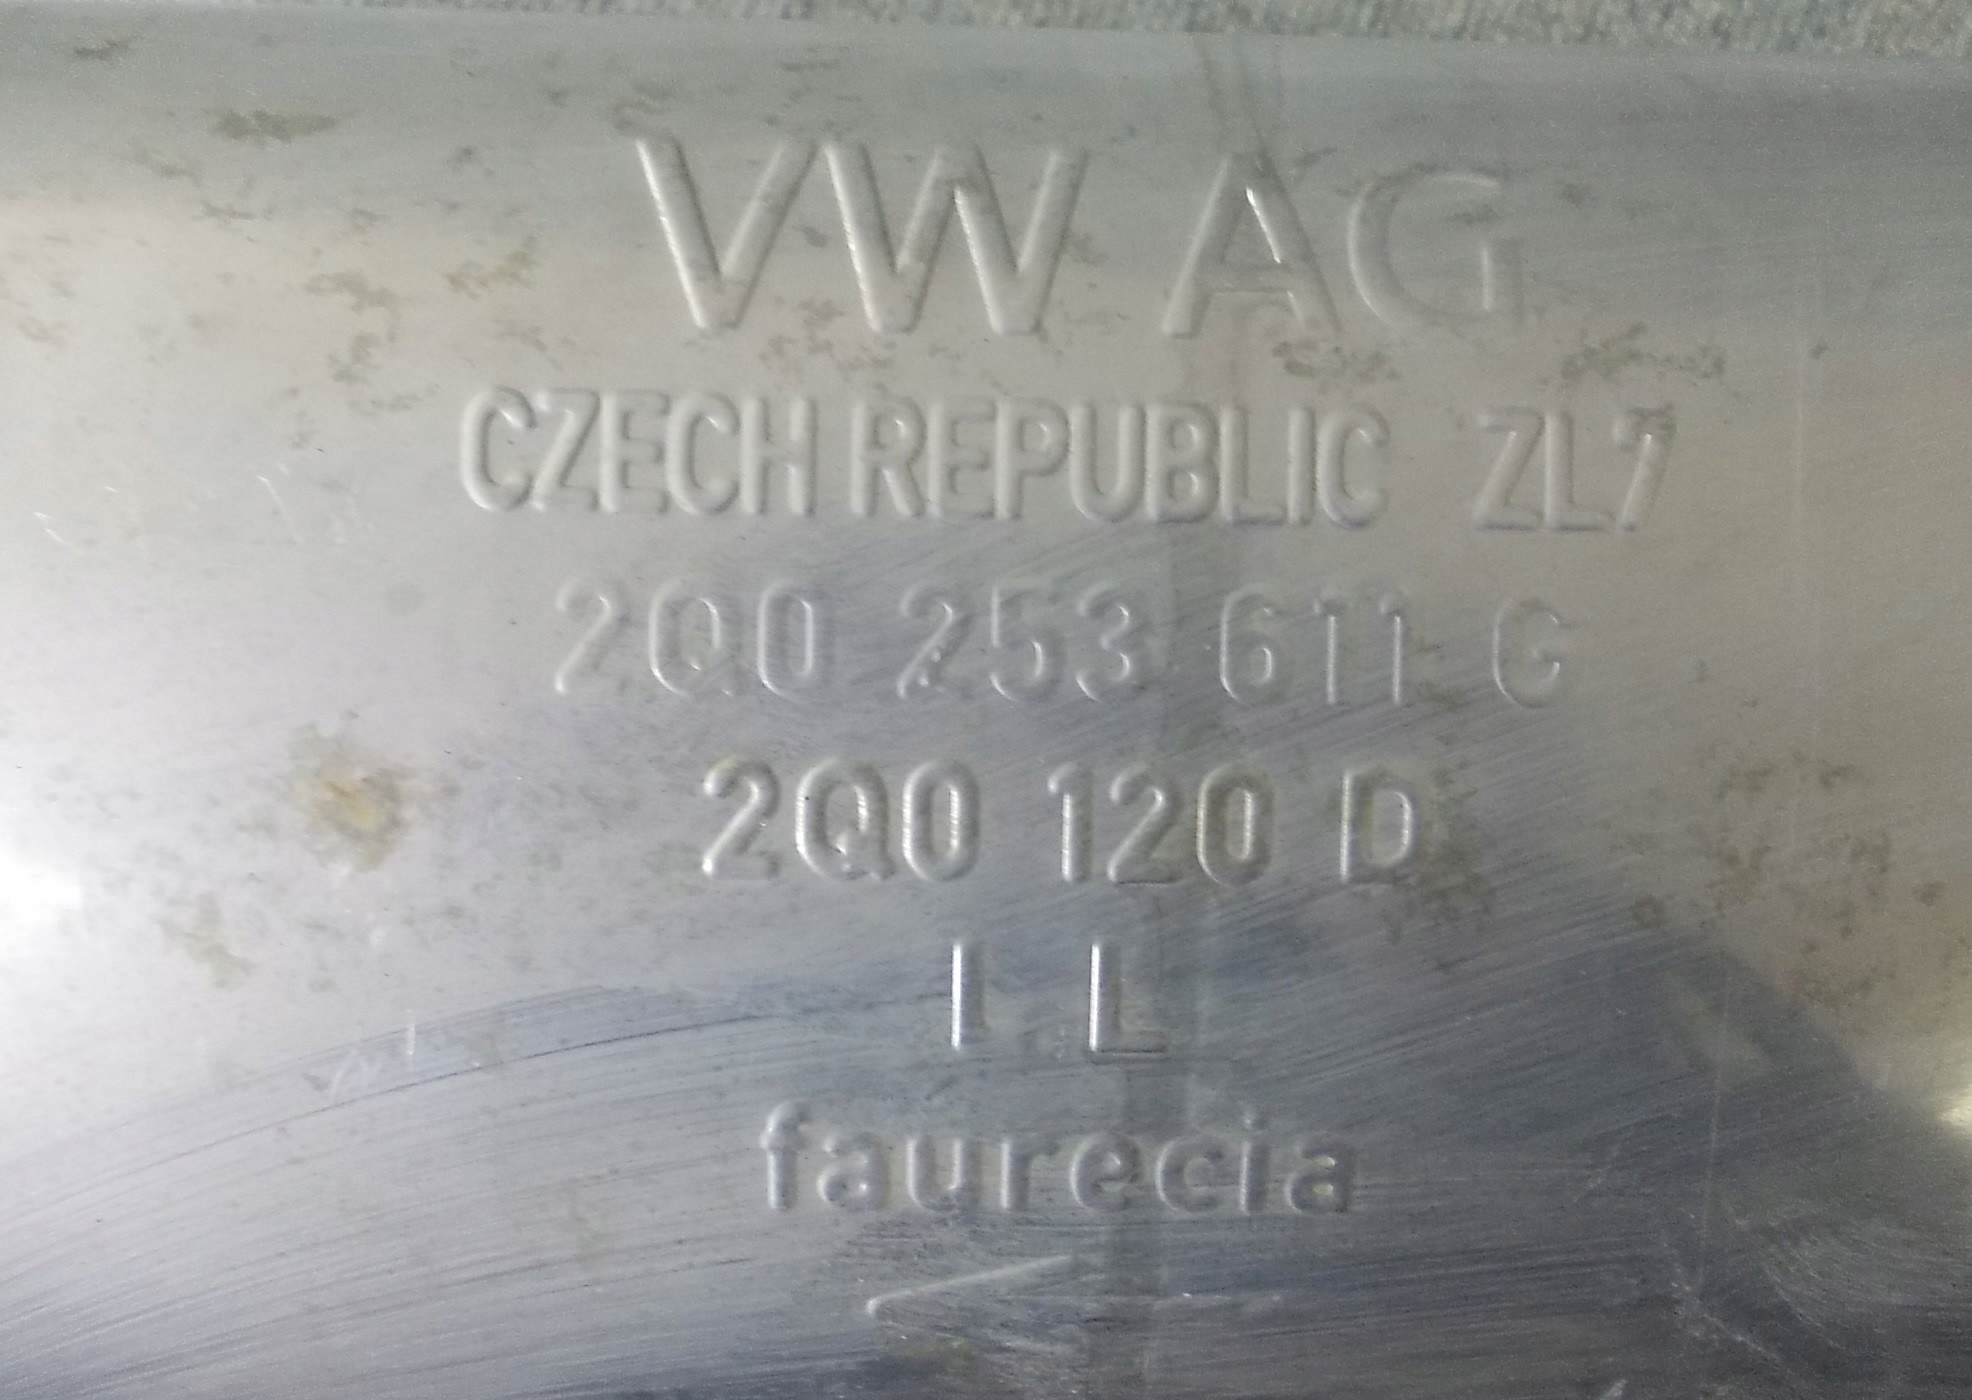 VW AG
CZECH REPUBLIC ZL7
2Q0 253 611 G
2Q0 120 D
I L
faurecia